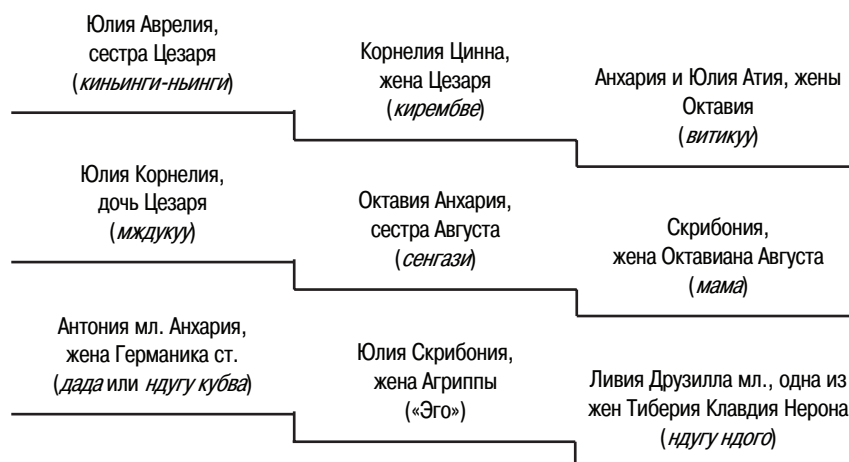 Юлия Аврелия,
сестра Цезаря
(киньинги-ньинги)
Корнелия Цинна,
жена Цезаря
(кирембве)
Анхария и Юлия Атия, жены
Октавия
(витикуу)
Юлия Корнелия,
дочь Цезаря
(мждукуу)
Октавия Анхария,
сестра Августа
(сенгази)
Скрибония,
жена Октавиана Августа
(мама)
Антония мл. Анхария,
жена Германика ст.
(дада или ндугу кубва)
Юлия Скрибония,
жена Агриппы
(«Эго»)
Ливия Друзилла мл., одна из
жен Тиберия Клавдия Нерона
(ндугу ндого)